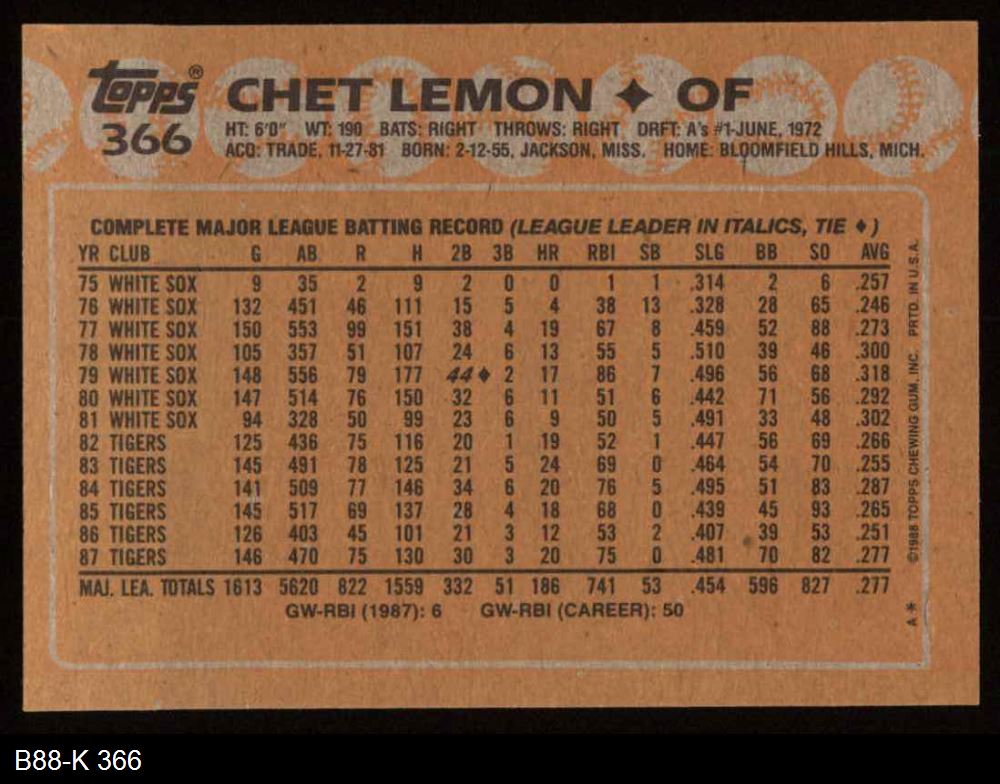 topps®
366
CHET LEMON ✦ OF
HT: 6'0" WT: 190 BATS: RIGHT THROWS: RIGHT DRFT: A's #1-JUNE, 1972
ACQ: TRADE, 11-27-81 BORN: 2-12-55, JACKSON, MISS. HOME: BLOOMFIELD HILLS, MICH.
COMPLETE MAJOR LEAGUE BATTING RECORD (LEAGUE LEADER IN ITALICS, TIE ♦)
YR CLUB G AB R H 2B 3B HR RBI SB SLG BB SO AVG
75 WHITE SOX 9 35 2 9 2 0 0 1 1 .314 2 6 .257
76 WHITE SOX 132 451 46 111 15 5 4 38 13 .328 28 65 .246
77 WHITE SOX 150 553 99 151 38 4 19 67 8 .459 52 88 .273
78 WHITE SOX 105 357 51 107 24 6 13 55 5 .510 39 46 .300
79 WHITE SOX 148 556 79 177 44♦ 2 17 86 7 .496 56 68 .318
80 WHITE SOX 147 514 76 150 32 6 11 51 6 .442 71 56 .292
81 WHITE SOX 94 328 50 99 23 6 9 50 5 .491 33 48 .302
82 TIGERS 125 436 75 116 20 1 19 52 1 .447 56 69 .266
83 TIGERS 145 491 78 125 21 5 24 69 0 .464 54 70 .255
84 TIGERS 141 509 77 146 34 6 20 76 5 .495 51 83 .287
85 TIGERS 145 517 69 137 28 4 18 68 0 .439 45 93 .265
86 TIGERS 126 403 45 101 21 3 12 53 2 .407 39 53 .251
87 TIGERS 146 470 75 130 30 3 20 75 0 .481 70 82 .277
MAJ. LEA. TOTALS 1613 5620 822 1559 332 51 186 741 53 .454 596 827 .277
GW-RBI (1987): 6 GW-RBI (CAREER): 50
A* ©1988 TOPPS CHEWING GUM, INC. PRTD. IN U.S.A.
B88-K 366